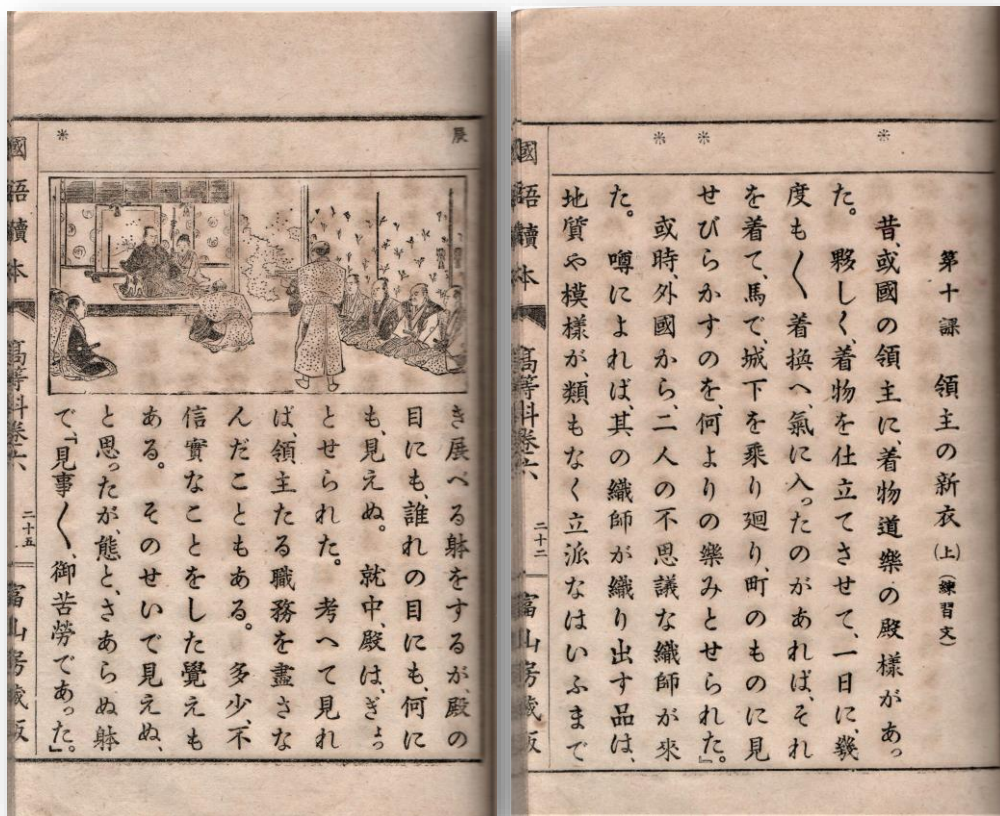 第十課　領主の新衣(上)(練習文)
＊
昔、或國の領主に、着物道樂の殿樣があっ
た。　夥しく、着物を仕立てさせて、一日に、幾
度も〱着換へ、氣に入ったのがあれば、それ
を着て、馬で、城下を乘り廻り、町のものに見
＊
せびらかすのを、何よりの樂みとせられた。』
＊
或時、外國から、二人の不思議な織師が來
た。　噂によれば、其の織師が織り出す品は、
地質や模樣が、類もなく立派なはいふまで
國語讀本　高等科卷六　二十二　冨山房藏版
展
き展べる躰をするが、殿の
目にも、誰れの目にも、何に
も、見えぬ。　就中、殿は、ぎょっ
とせられた。　考へて見れ
ば、領主たる職務を盡さな
んだこともある。　多少、不
信實なことをした覺えも
ある。　そのせいで見えぬ、
と思ったが、態と、さあらぬ躰
＊
で、『見事〱、御苦勞であった。』
國語讀本　高等科卷六　二十五　冨山房藏版